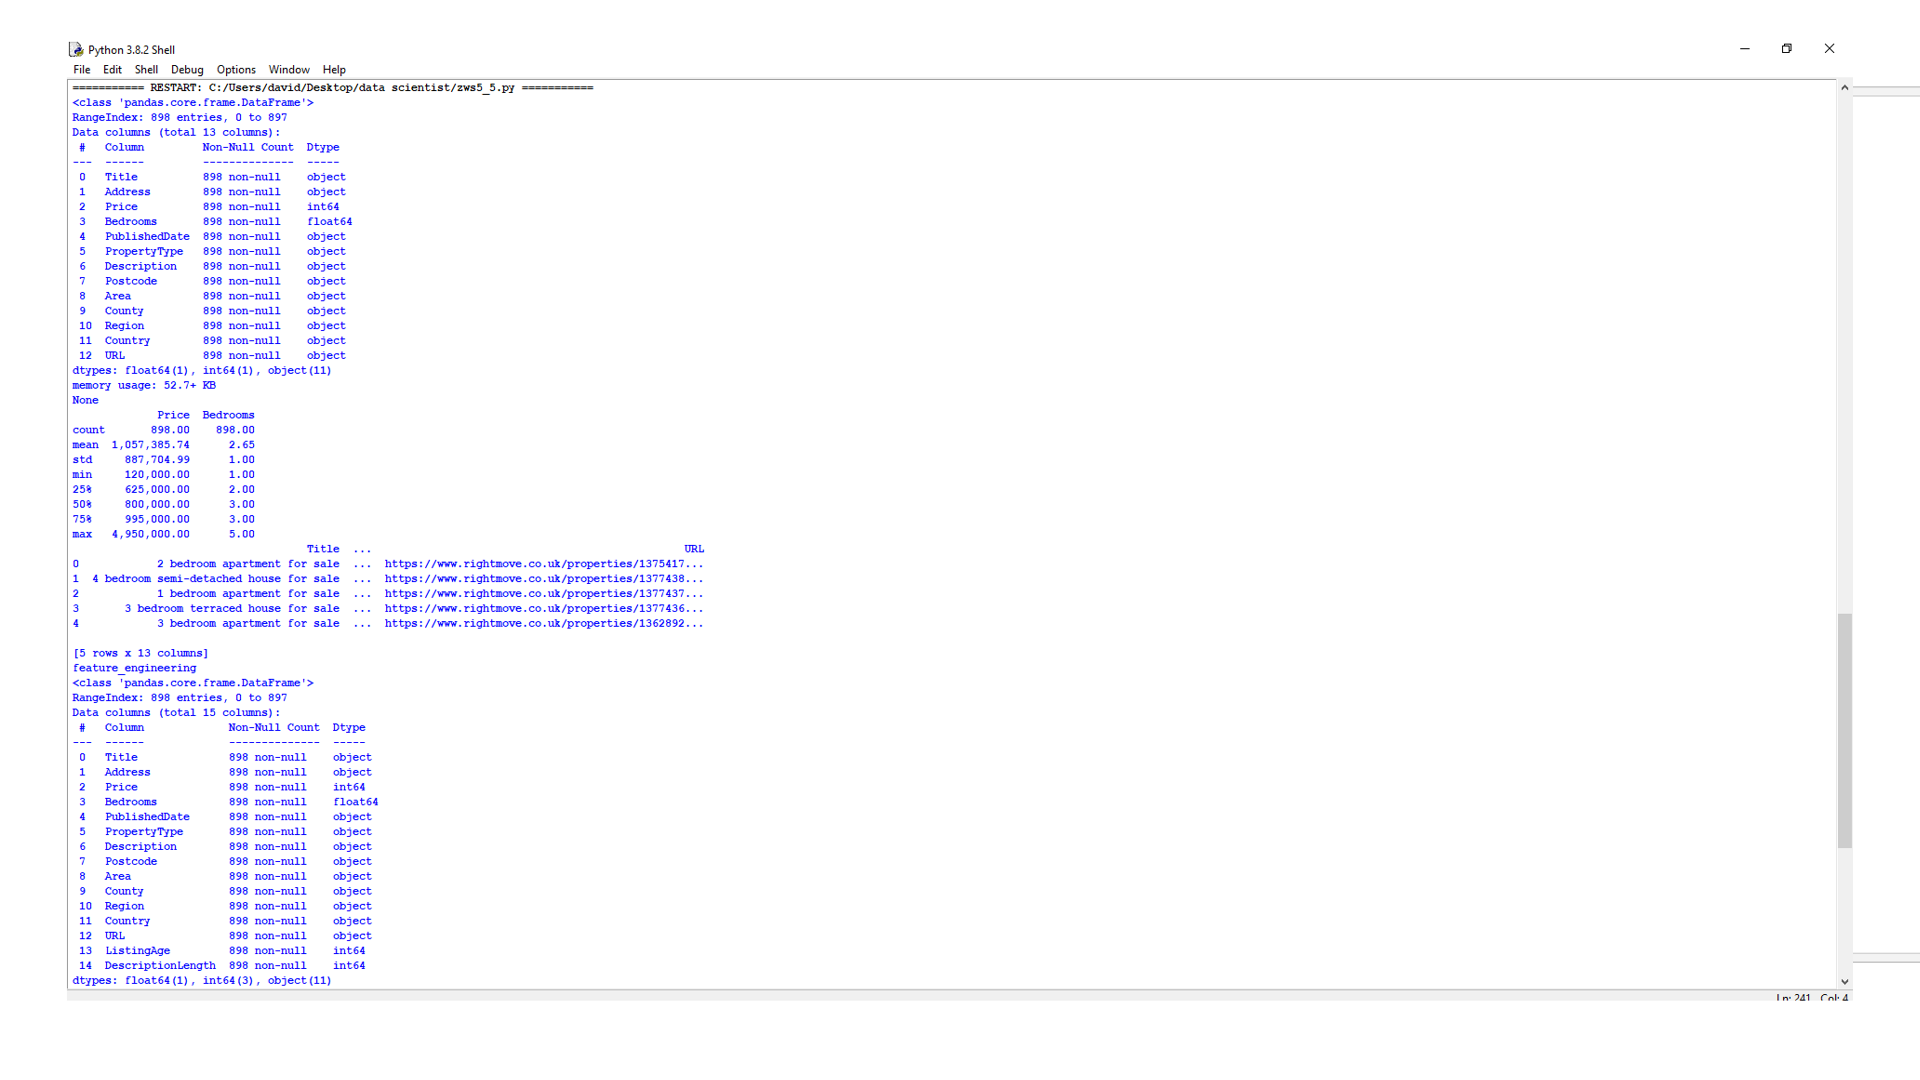 Python 3.8.2 Shell
File Edit Shell Debug Options Window Help
=========== RESTART: C:/Users/david/Desktop/data scientist/zws5_5.py ===========
<class 'pandas.core.frame.DataFrame'>
RangeIndex: 898 entries, 0 to 897
Data columns (total 13 columns):
 #   Column         Non-Null Count  Dtype
---  ------         --------------  -----
 0   Title          898 non-null    object
 1   Address        898 non-null    object
 2   Price          898 non-null    int64
 3   Bedrooms       898 non-null    float64
 4   PublishedDate  898 non-null    object
 5   PropertyType   898 non-null    object
 6   Description    898 non-null    object
 7   Postcode       898 non-null    object
 8   Area           898 non-null    object
 9   County         898 non-null    object
 10  Region         898 non-null    object
 11  Country        898 non-null    object
 12  URL            898 non-null    object
dtypes: float64(1), int64(1), object(11)
memory usage: 52.7+ KB
None
             Price  Bedrooms
count       898.00    898.00
mean  1,057,385.74      2.65
std     887,704.99      1.00
min     120,000.00      1.00
25%     625,000.00      2.00
50%     800,000.00      3.00
75%     995,000.00      3.00
max   4,950,000.00      5.00
                                    Title  ...                                                URL
0            2 bedroom apartment for sale  ...  https://www.rightmove.co.uk/properties/1375417...
1  4 bedroom semi-detached house for sale  ...  https://www.rightmove.co.uk/properties/1377438...
2            1 bedroom apartment for sale  ...  https://www.rightmove.co.uk/properties/1377437...
3       3 bedroom terraced house for sale  ...  https://www.rightmove.co.uk/properties/1377436...
4            3 bedroom apartment for sale  ...  https://www.rightmove.co.uk/properties/1362892...
[5 rows x 13 columns]
feature_engineering
<class 'pandas.core.frame.DataFrame'>
RangeIndex: 898 entries, 0 to 897
Data columns (total 15 columns):
 #   Column             Non-Null Count  Dtype
---  ------             --------------  -----
 0   Title              898 non-null    object
 1   Address            898 non-null    object
 2   Price              898 non-null    int64
 3   Bedrooms           898 non-null    float64
 4   PublishedDate      898 non-null    object
 5   PropertyType       898 non-null    object
 6   Description        898 non-null    object
 7   Postcode           898 non-null    object
 8   Area               898 non-null    object
 9   County             898 non-null    object
 10  Region             898 non-null    object
 11  Country            898 non-null    object
 12  URL                898 non-null    object
 13  ListingAge         898 non-null    int64
 14  DescriptionLength  898 non-null    int64
dtypes: float64(1), int64(3), object(11)
Ln: 241 Col: 4